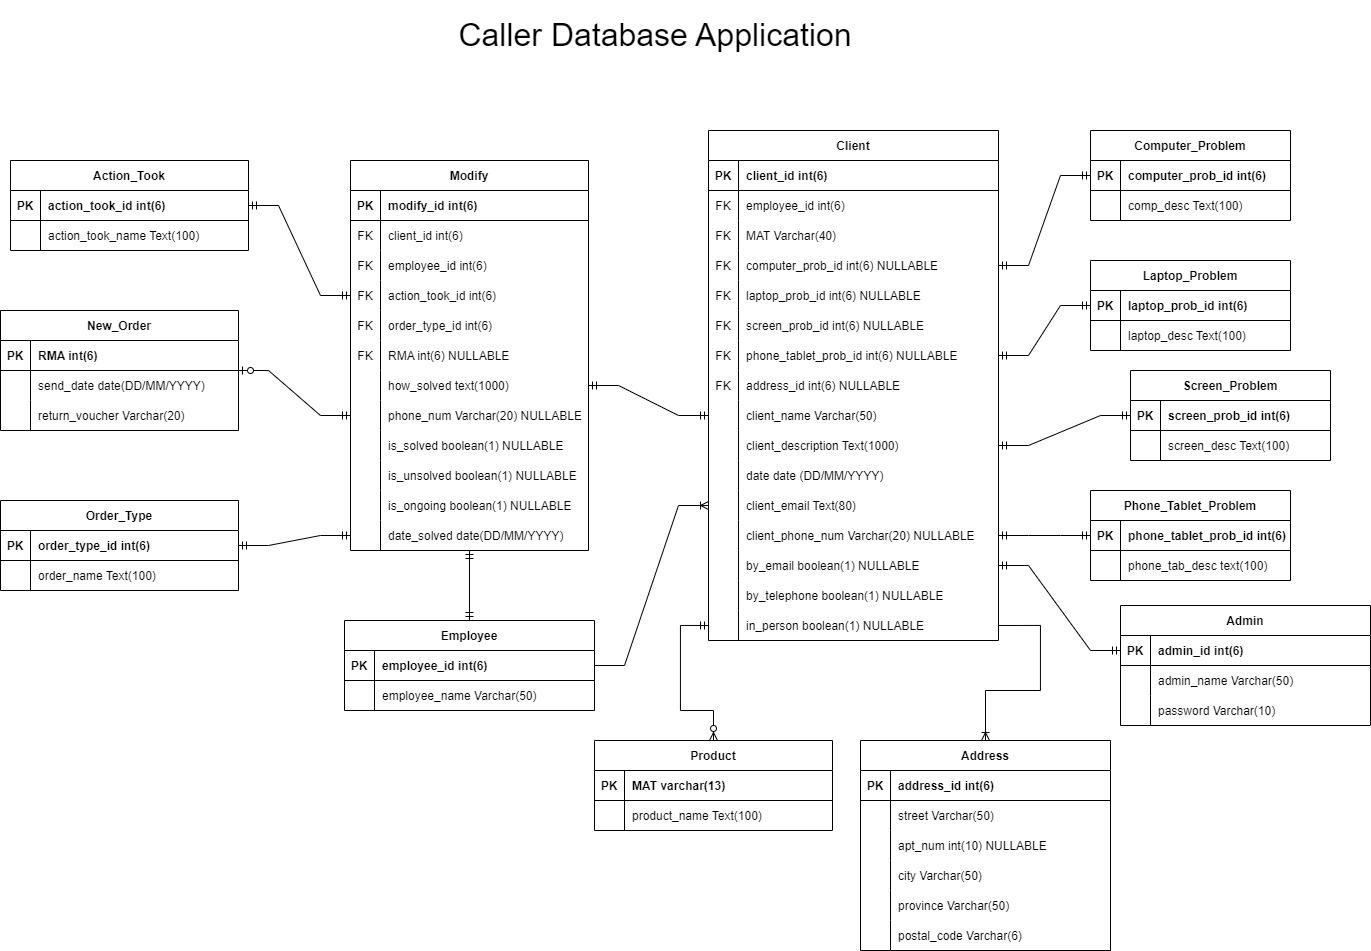 Caller Database Application
Action_Took
PK action_took_id int(6)
action_took_name Text(100)
New_Order
PK RMA int(6)
send_date date(DD/MM/YYYY)
return_voucher Varchar(20)
Order_Type
PK order_type_id int(6)
order_name Text(100)
Modify
PK modify_id int(6)
FK client_id int(6)
FK employee_id int(6)
FK action_took_id int(6)
FK order_type_id int(6)
FK RMA int(6) NULLABLE
how_solved text(1000)
phone_num Varchar(20) NULLABLE
is_solved boolean(1) NULLABLE
is_unsolved boolean(1) NULLABLE
is_ongoing boolean(1) NULLABLE
date_solved date(DD/MM/YYYY)
Employee
PK employee_id int(6)
employee_name Varchar(50)
Client
PK client_id int(6)
FK employee_id int(6)
FK MAT Varchar(40)
FK computer_prob_id int(6) NULLABLE
FK laptop_prob_id int(6) NULLABLE
FK screen_prob_id int(6) NULLABLE
FK phone_tablet_prob_id int(6) NULLABLE
FK address_id int(6) NULLABLE
client_name Varchar(50)
client_description Text(1000)
date date (DD/MM/YYYY)
client_email Text(80)
client_phone_num Varchar(20) NULLABLE
by_email boolean(1) NULLABLE
by_telephone boolean(1) NULLABLE
in_person boolean(1) NULLABLE
Product
PK MAT varchar(13)
product_name Text(100)
Address
PK address_id int(6)
street Varchar(50)
apt_num int(10) NULLABLE
city Varchar(50)
province Varchar(50)
postal_code Varchar(6)
Computer_Problem
PK computer_prob_id int(6)
comp_desc Text(100)
Laptop_Problem
PK laptop_prob_id int(6)
laptop_desc Text(100)
Screen_Problem
PK screen_prob_id int(6)
screen_desc Text(100)
Phone_Tablet_Problem
PK phone_tablet_prob_id int(6)
phone_tab_desc text(100)
Admin
PK admin_id int(6)
admin_name Varchar(50)
password Varchar(10)